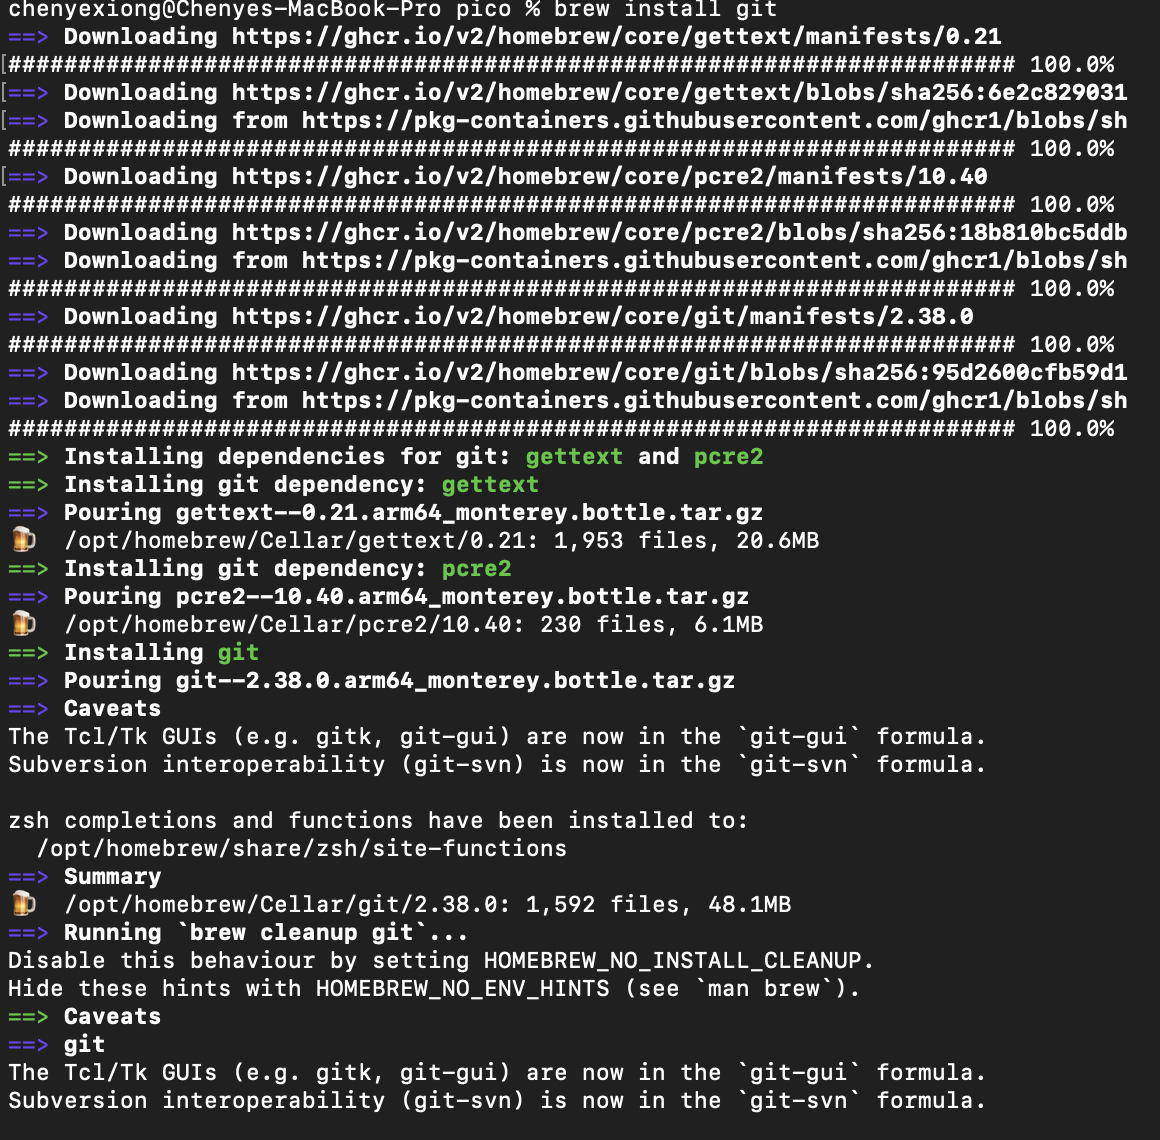 chenyexiong@Chenyes-MacBook-Pro pico % brew install git
==> Downloading https://ghcr.io/v2/homebrew/core/gettext/manifests/0.21
[######################################################################## 100.0%
[==> Downloading https://ghcr.io/v2/homebrew/core/gettext/blobs/sha256:6e2c829031
[==> Downloading from https://pkg-containers.githubusercontent.com/ghcr1/blobs/sh
######################################################################## 100.0%
[==> Downloading https://ghcr.io/v2/homebrew/core/pcre2/manifests/10.40
######################################################################## 100.0%
==> Downloading https://ghcr.io/v2/homebrew/core/pcre2/blobs/sha256:18b810bc5ddb
==> Downloading from https://pkg-containers.githubusercontent.com/ghcr1/blobs/sh
######################################################################## 100.0%
==> Downloading https://ghcr.io/v2/homebrew/core/git/manifests/2.38.0
######################################################################## 100.0%
==> Downloading https://ghcr.io/v2/homebrew/core/git/blobs/sha256:95d2600cfb59d1
==> Downloading from https://pkg-containers.githubusercontent.com/ghcr1/blobs/sh
######################################################################## 100.0%
==> Installing dependencies for git: gettext and pcre2
==> Installing git dependency: gettext
==> Pouring gettext--0.21.arm64_monterey.bottle.tar.gz
🍺  /opt/homebrew/Cellar/gettext/0.21: 1,953 files, 20.6MB
==> Installing git dependency: pcre2
==> Pouring pcre2--10.40.arm64_monterey.bottle.tar.gz
🍺  /opt/homebrew/Cellar/pcre2/10.40: 230 files, 6.1MB
==> Installing git
==> Pouring git--2.38.0.arm64_monterey.bottle.tar.gz
==> Caveats
The Tcl/Tk GUIs (e.g. gitk, git-gui) are now in the `git-gui` formula.
Subversion interoperability (git-svn) is now in the `git-svn` formula.

zsh completions and functions have been installed to:
  /opt/homebrew/share/zsh/site-functions
==> Summary
🍺  /opt/homebrew/Cellar/git/2.38.0: 1,592 files, 48.1MB
==> Running `brew cleanup git`...
Disable this behaviour by setting HOMEBREW_NO_INSTALL_CLEANUP.
Hide these hints with HOMEBREW_NO_ENV_HINTS (see `man brew`).
==> Caveats
==> git
The Tcl/Tk GUIs (e.g. gitk, git-gui) are now in the `git-gui` formula.
Subversion interoperability (git-svn) is now in the `git-svn` formula.